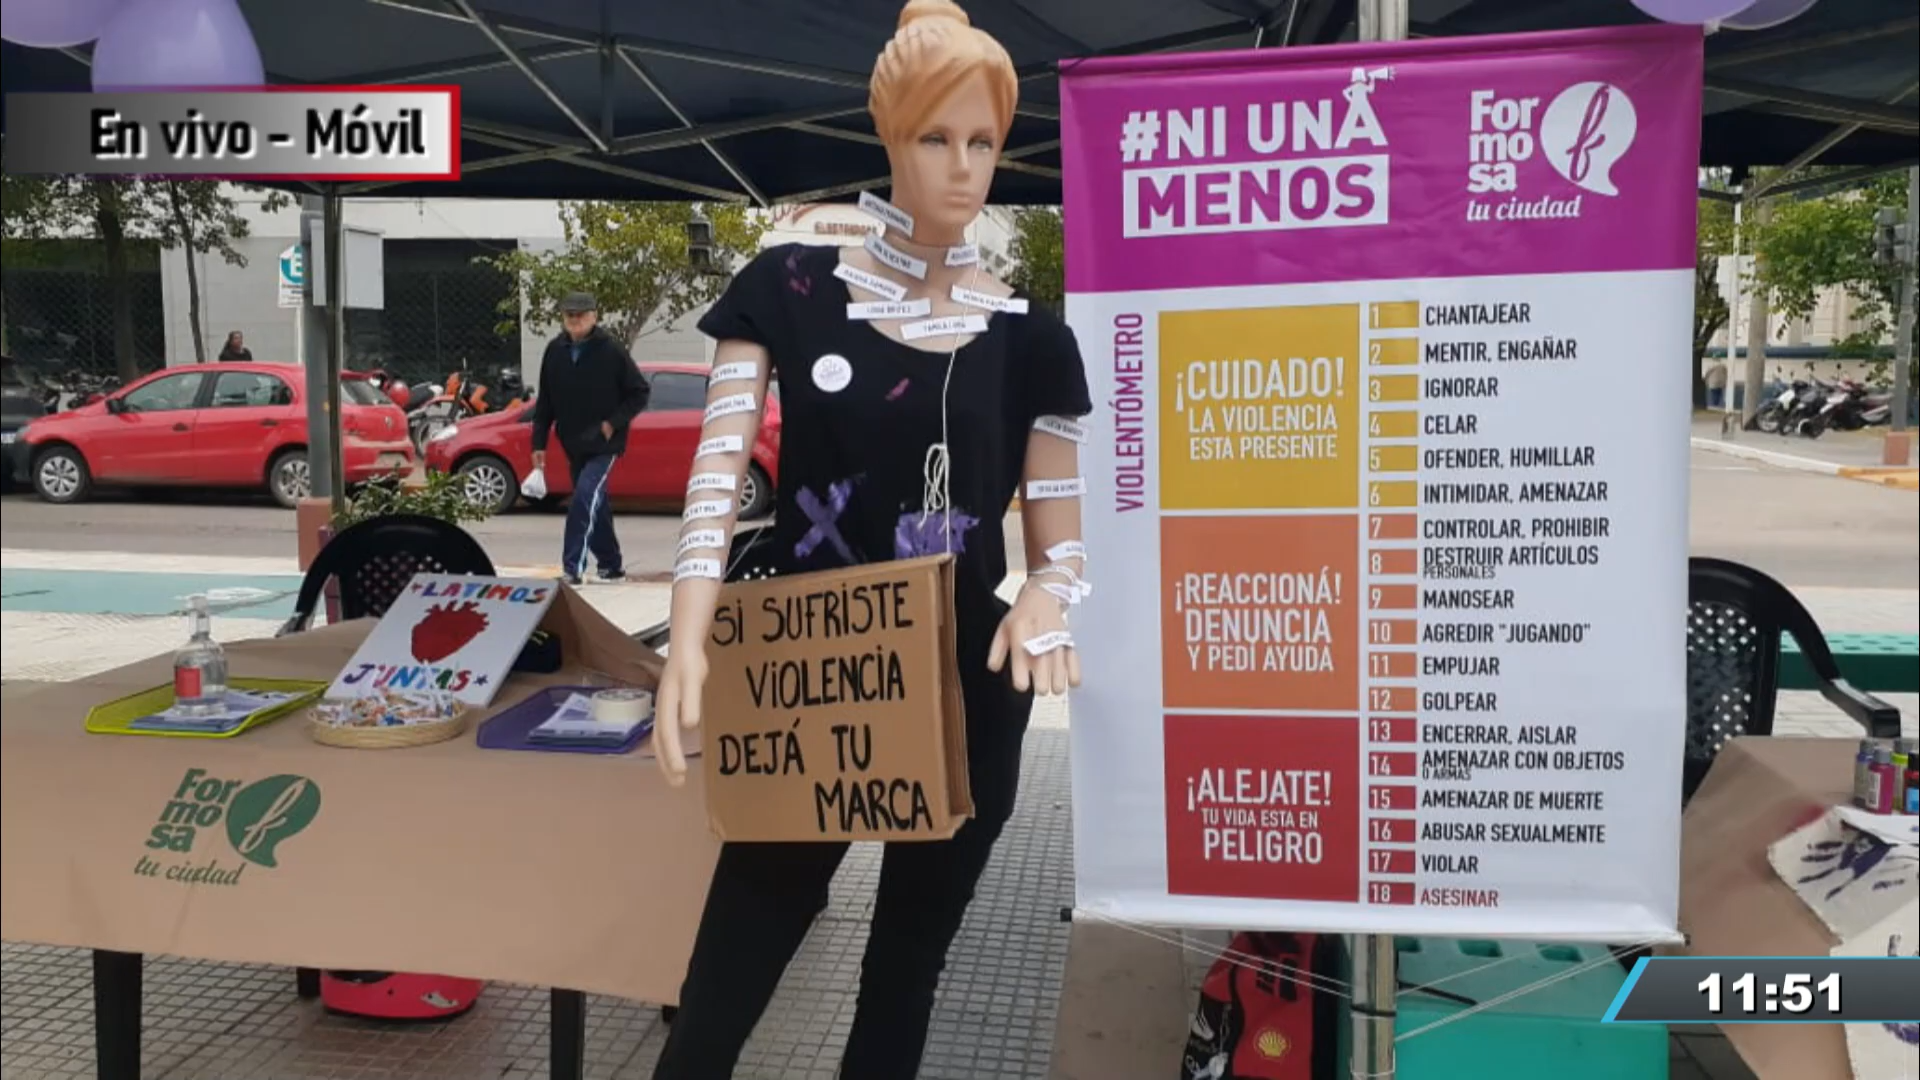 En vivo - Móvil
#NI UNA
MENOS
For
mo
sa
tu ciudad
VIOLENTÓMETRO
¡CUIDADO!
LA VIOLENCIA
ESTA PRESENTE
1 CHANTAJEAR
2 MENTIR, ENGAÑAR
3 IGNORAR
4 CELAR
5 OFENDER, HUMILLAR
6 INTIMIDAR, AMENAZAR
¡REACCIONÁ!
DENUNCIA
Y PEDÍ AYUDA
7 CONTROLAR, PROHIBIR
8 DESTRUIR ARTÍCULOS
PERSONALES
9 MANOSEAR
10 AGREDIR "JUGANDO"
11 EMPUJAR
12 GOLPEAR
¡ALEJATE!
TU VIDA ESTA EN
PELIGRO
13 ENCERRAR, AISLAR
14 AMENAZAR CON OBJETOS
O ARMAS
15 AMENAZAR DE MUERTE
16 ABUSAR SEXUALMENTE
17 VIOLAR
18 ASESINAR
LATIMOS
JUNTAS
SI SUFRISTE
VIOLENCIA
DEJÁ TU
MARCA
For
mo
sa
tu ciudad
E
11:51